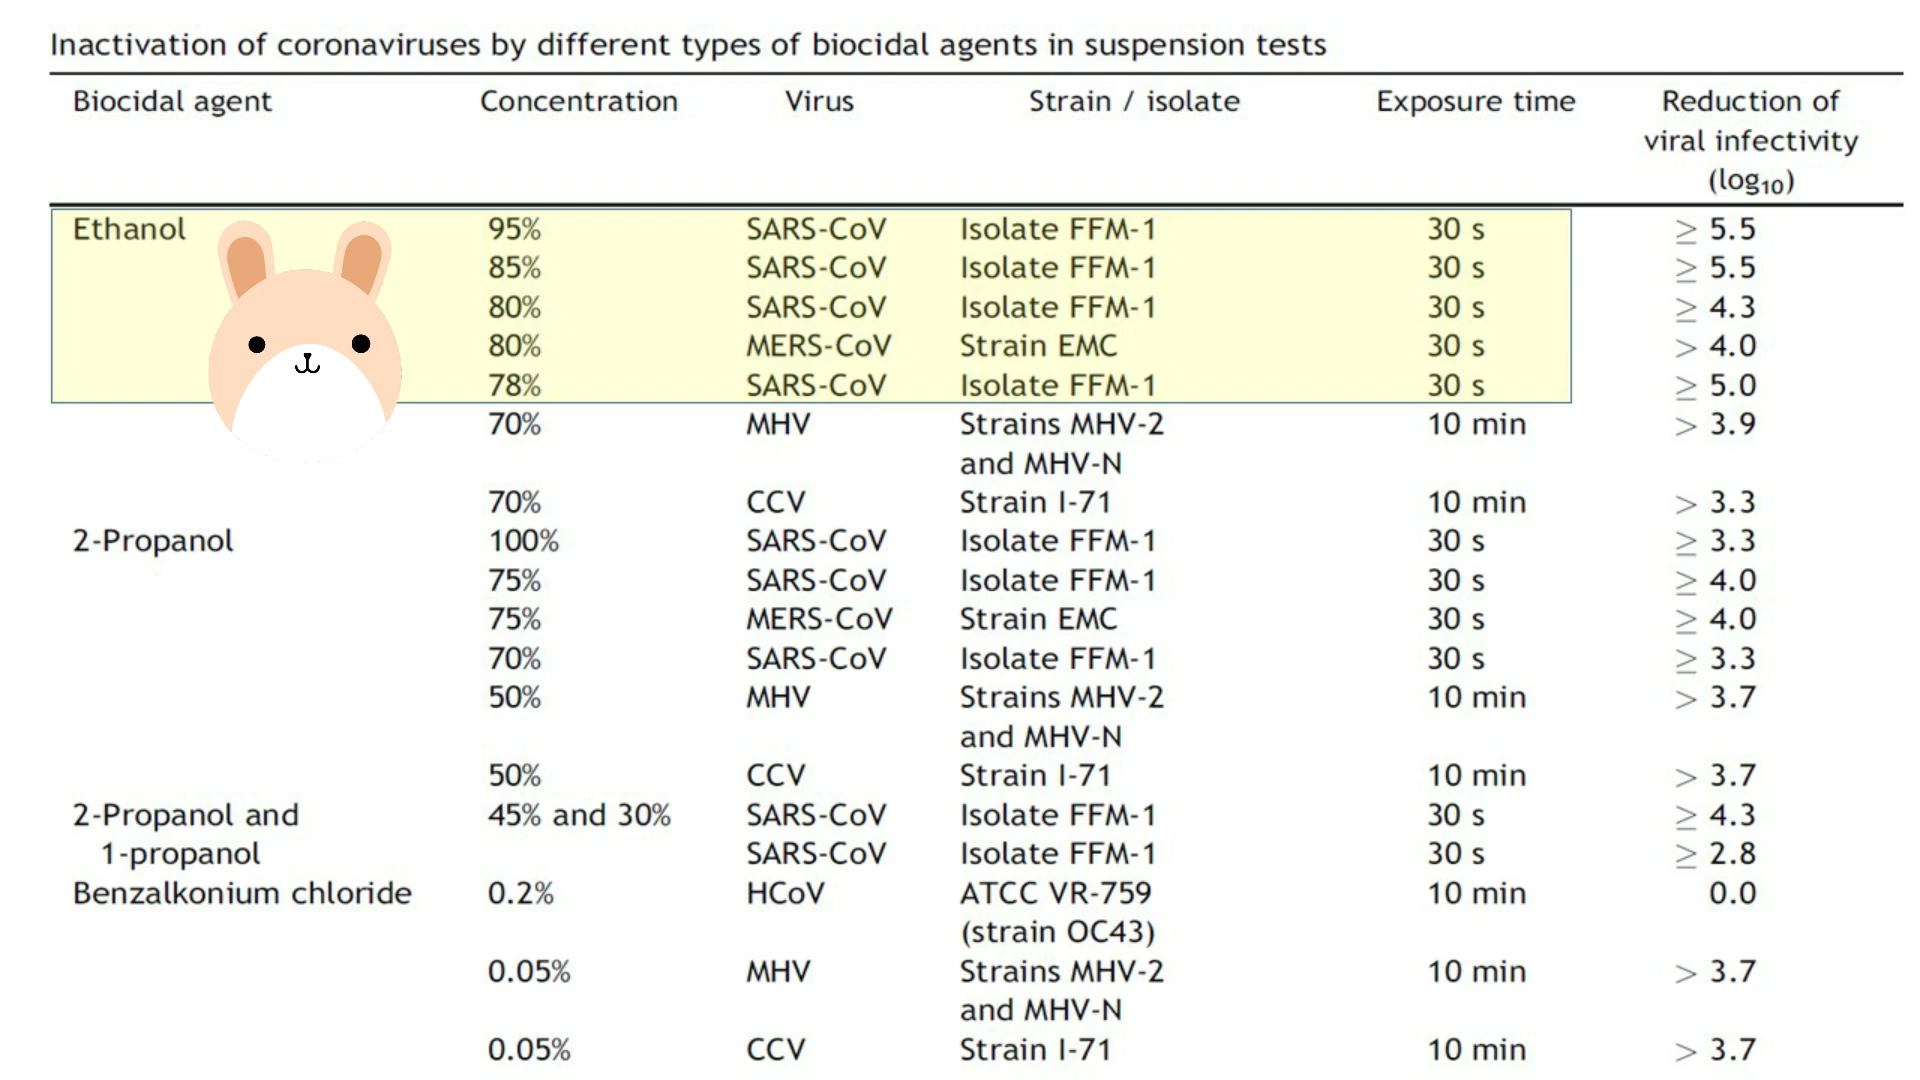 Inactivation of coronaviruses by different types of biocidal agents in suspension tests
Biocidal agent Concentration Virus Strain / isolate Exposure time Reduction of
viral infectivity
(log₁₀)
Ethanol 95% SARS-CoV Isolate FFM-1 30 s ≥ 5.5
85% SARS-CoV Isolate FFM-1 30 s ≥ 5.5
80% SARS-CoV Isolate FFM-1 30 s ≥ 4.3
80% MERS-CoV Strain EMC 30 s > 4.0
78% SARS-CoV Isolate FFM-1 30 s ≥ 5.0
70% MHV Strains MHV-2 10 min > 3.9
and MHV-N
70% CCV Strain I-71 10 min > 3.3
2-Propanol 100% SARS-CoV Isolate FFM-1 30 s ≥ 3.3
75% SARS-CoV Isolate FFM-1 30 s ≥ 4.0
75% MERS-CoV Strain EMC 30 s ≥ 4.0
70% SARS-CoV Isolate FFM-1 30 s ≥ 3.3
50% MHV Strains MHV-2 10 min > 3.7
and MHV-N
50% CCV Strain I-71 10 min > 3.7
2-Propanol and 45% and 30% SARS-CoV Isolate FFM-1 30 s ≥ 4.3
1-propanol SARS-CoV Isolate FFM-1 30 s ≥ 2.8
Benzalkonium chloride 0.2% HCoV ATCC VR-759 10 min 0.0
(strain OC43)
0.05% MHV Strains MHV-2 10 min > 3.7
and MHV-N
0.05% CCV Strain I-71 10 min > 3.7